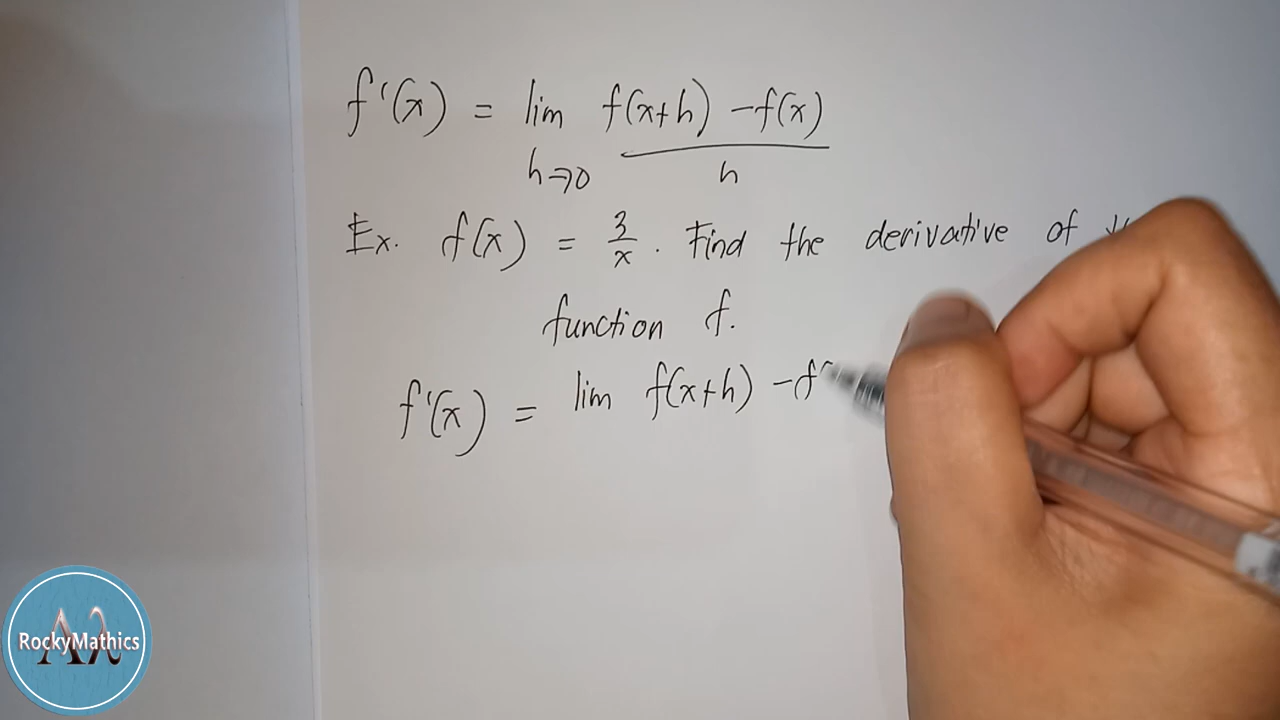 f'(x) = lim f(x+h) -f(x)
h→0 h
Ex. f(x) = 3/x . Find the derivative of
function f.
f'(x) = lim f(x+h) -f
RockyMathics